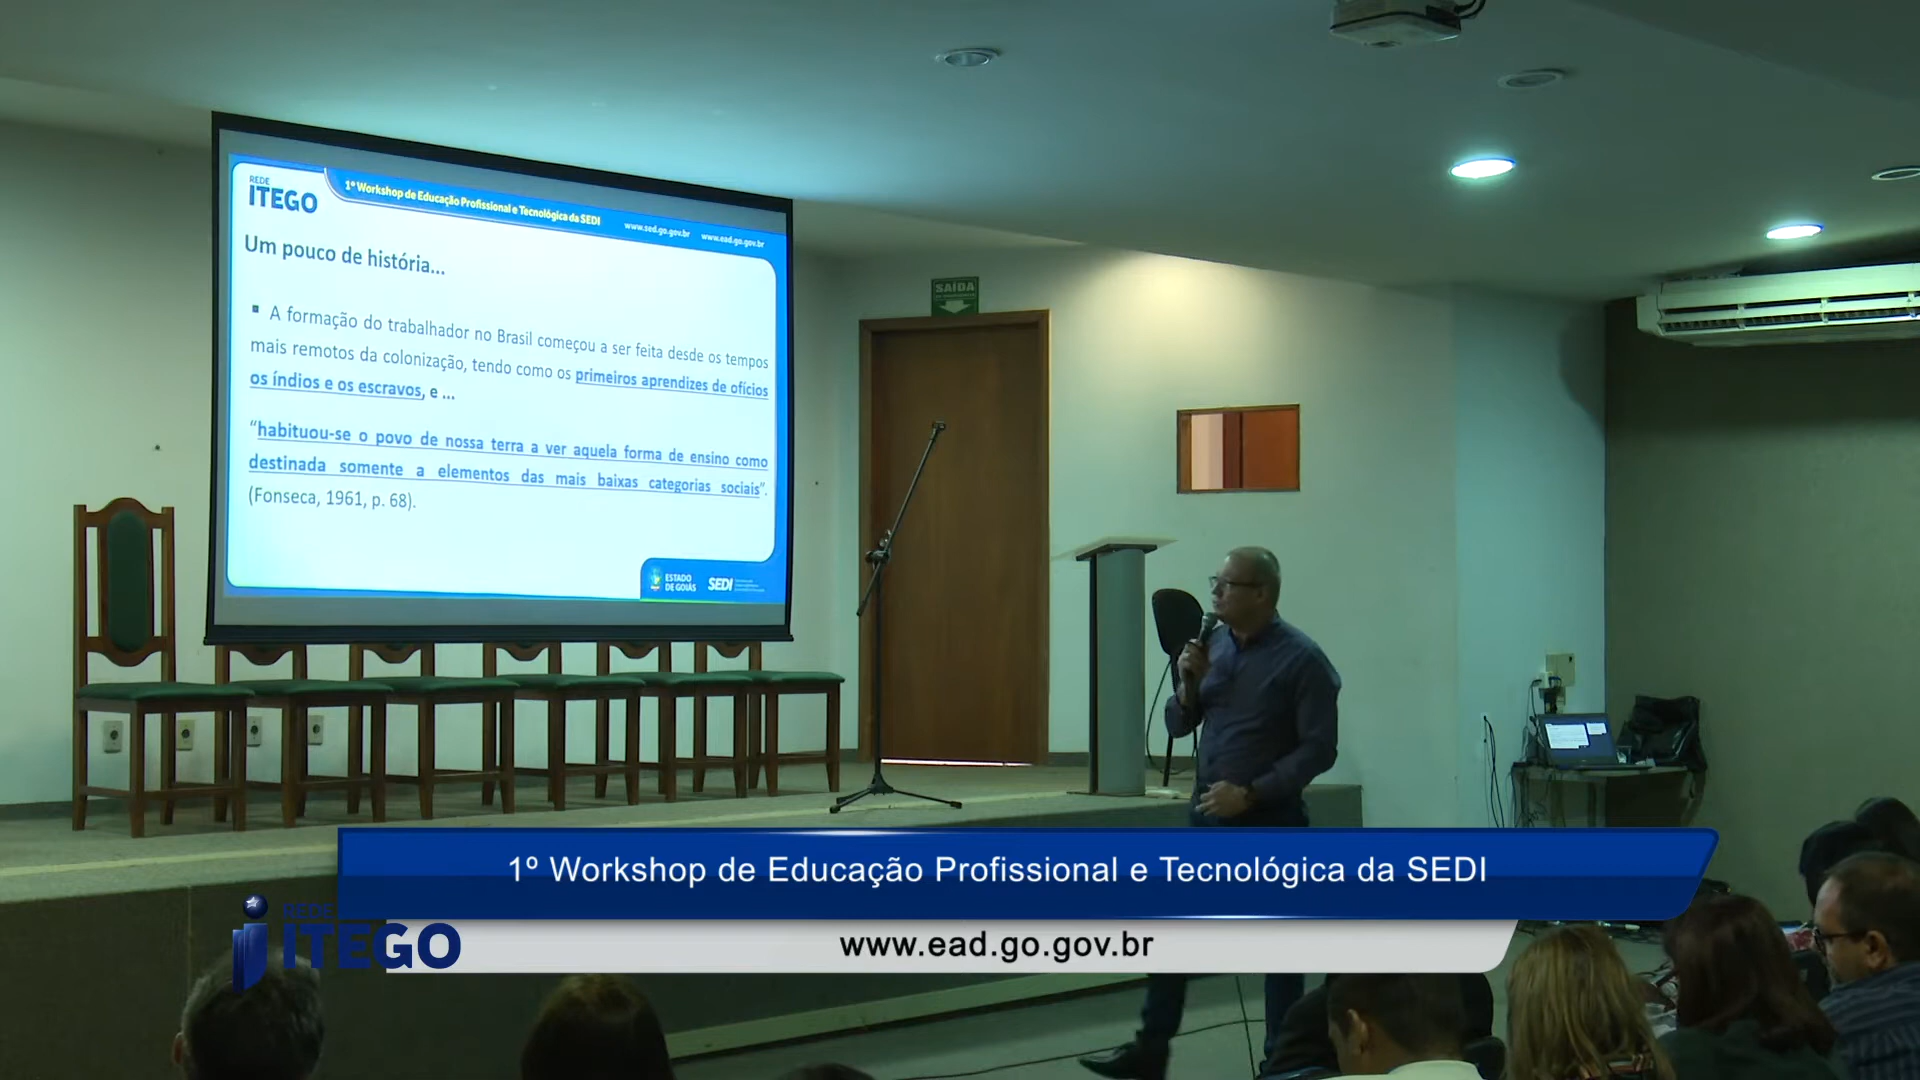 REDE
ITEGO
1º Workshop de Educação Profissional e Tecnológica da SEDI
www.sed.go.gov.br www.ead.go.gov.br
Um pouco de história...
▪ A formação do trabalhador no Brasil começou a ser feita desde os tempos
mais remotos da colonização, tendo como os primeiros aprendizes de ofícios
os índios e os escravos, e ...
“habituou-se o povo de nossa terra a ver aquela forma de ensino como
destinada somente a elementos das mais baixas categorias sociais”.
(Fonseca, 1961, p. 68).
ESTADO
DE GOIÁS
SEDI
SAÍDA
1º Workshop de Educação Profissional e Tecnológica da SEDI
REDE
ITEGO
www.ead.go.gov.br